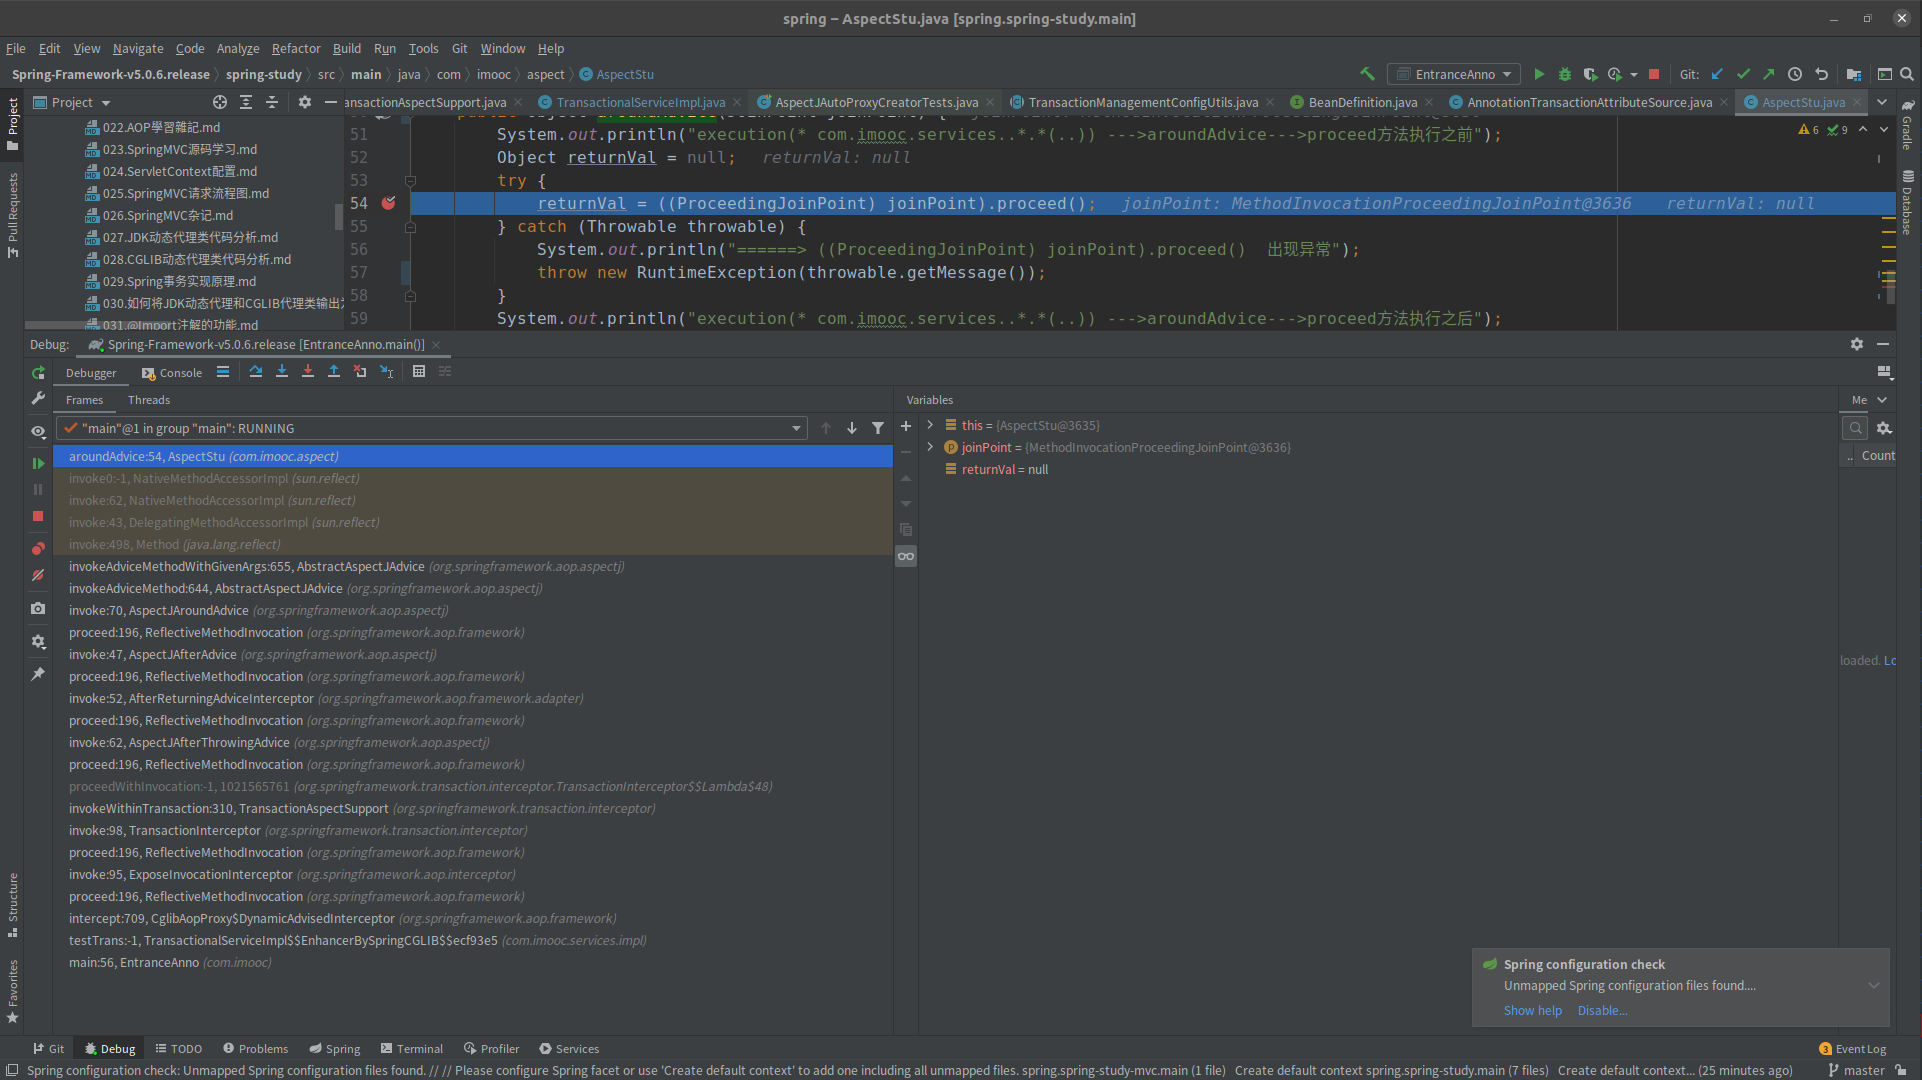 spring – AspectStu.java [spring.spring-study.main]
File Edit View Navigate Code Analyze Refactor Build Run Tools Git Window Help
Spring-Framework-v5.0.6.release spring-study src main java com imooc aspect AspectStu EntranceAnno Git:
Project ansactionAspectSupport.java TransactionalServiceImpl.java AspectJAutoProxyCreatorTests.java TransactionManagementConfigUtils.java BeanDefinition.java AnnotationTransactionAttributeSource.java AspectStu.java
Project
Pull Requests
Structure
Favorites
Gradle
Database
022.AOP學習雜記.md
023.SpringMVC源码学习.md
024.ServletContext配置.md
025.SpringMVC请求流程图.md
026.SpringMVC杂记.md
027.JDK动态代理类代码分析.md
028.CGLIB动态代理类代码分析.md
029.Spring事务实现原理.md
030.如何将JDK动态代理和CGLIB代理类输出
031.@Import注解的功能.md
6 9
51 System.out.println("execution(* com.imooc.services..*.*(..)) --->aroundAdvice--->proceed方法执行之前");
52 Object returnVal = null; returnVal: null
53 try {
54 returnVal = ((ProceedingJoinPoint) joinPoint).proceed(); joinPoint: MethodInvocationProceedingJoinPoint@3636 returnVal: null
55 } catch (Throwable throwable) {
56 System.out.println("======> ((ProceedingJoinPoint) joinPoint).proceed() 出现异常");
57 throw new RuntimeException(throwable.getMessage());
58 }
59 System.out.println("execution(* com.imooc.services..*.*(..)) --->aroundAdvice--->proceed方法执行之后");
Debug: Spring-Framework-v5.0.6.release [EntranceAnno.main()]
Debugger Console
Frames Threads
"main"@1 in group "main": RUNNING
aroundAdvice:54, AspectStu (com.imooc.aspect)
invoke0:-1, NativeMethodAccessorImpl (sun.reflect)
invoke:62, NativeMethodAccessorImpl (sun.reflect)
invoke:43, DelegatingMethodAccessorImpl (sun.reflect)
invoke:498, Method (java.lang.reflect)
invokeAdviceMethodWithGivenArgs:655, AbstractAspectJAdvice (org.springframework.aop.aspectj)
invokeAdviceMethod:644, AbstractAspectJAdvice (org.springframework.aop.aspectj)
invoke:70, AspectJAroundAdvice (org.springframework.aop.aspectj)
proceed:196, ReflectiveMethodInvocation (org.springframework.aop.framework)
invoke:47, AspectJAfterAdvice (org.springframework.aop.aspectj)
proceed:196, ReflectiveMethodInvocation (org.springframework.aop.framework)
invoke:52, AfterReturningAdviceInterceptor (org.springframework.aop.framework.adapter)
proceed:196, ReflectiveMethodInvocation (org.springframework.aop.framework)
invoke:62, AspectJAfterThrowingAdvice (org.springframework.aop.aspectj)
proceed:196, ReflectiveMethodInvocation (org.springframework.aop.framework)
proceedWithInvocation:-1, 1021565761 (org.springframework.transaction.interceptor.TransactionInterceptor$$Lambda$48)
invokeWithinTransaction:310, TransactionAspectSupport (org.springframework.transaction.interceptor)
invoke:98, TransactionInterceptor (org.springframework.transaction.interceptor)
proceed:196, ReflectiveMethodInvocation (org.springframework.aop.framework)
invoke:95, ExposeInvocationInterceptor (org.springframework.aop.interceptor)
proceed:196, ReflectiveMethodInvocation (org.springframework.aop.framework)
intercept:709, CglibAopProxy$DynamicAdvisedInterceptor (org.springframework.aop.framework)
testTrans:-1, TransactionalServiceImpl$$EnhancerBySpringCGLIB$$ecf93e5 (com.imooc.services.impl)
main:56, EntranceAnno (com.imooc)
Variables
this = {AspectStu@3635}
joinPoint = {MethodInvocationProceedingJoinPoint@3636}
returnVal = null
Me
.. Count
loaded. Lo
Spring configuration check
Unmapped Spring configuration files found....
Show help Disable...
Git Debug TODO Problems Spring Terminal Profiler Services 3 Event Log
Spring configuration check: Unmapped Spring configuration files found. // // Please configure Spring facet or use 'Create default context' to add one including all unmapped files. spring.spring-study-mvc.main (1 file) Create default context spring.spring-study.main (7 files) Create default context... (25 minutes ago) master